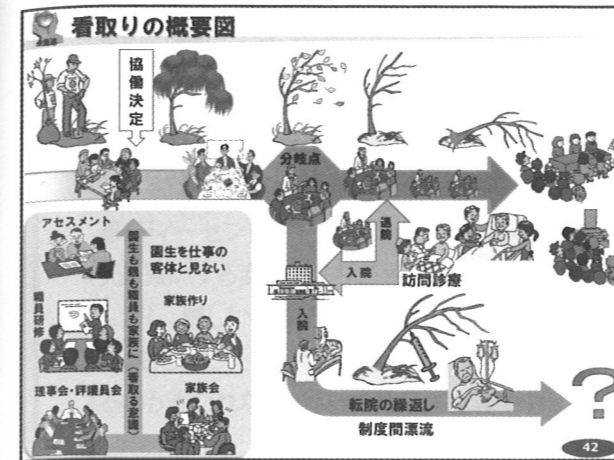 看取りの概要図
協働決定
分岐点
アセスメント
園生も親も職員も家族に(看取る意識)
園生を仕事の
客体と見ない
職員研修
家族作り
理事会・評議員会
家族会
退院
入院
訪問診療
入院
転院の繰返し
制度間漂流
?
42